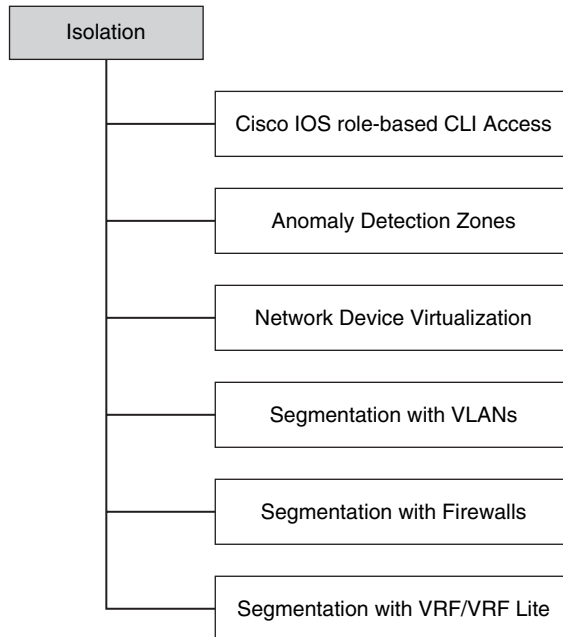 Isolation
Cisco IOS role-based CLI Access
Anomaly Detection Zones
Network Device Virtualization
Segmentation with VLANs
Segmentation with Firewalls
Segmentation with VRF/VRF Lite